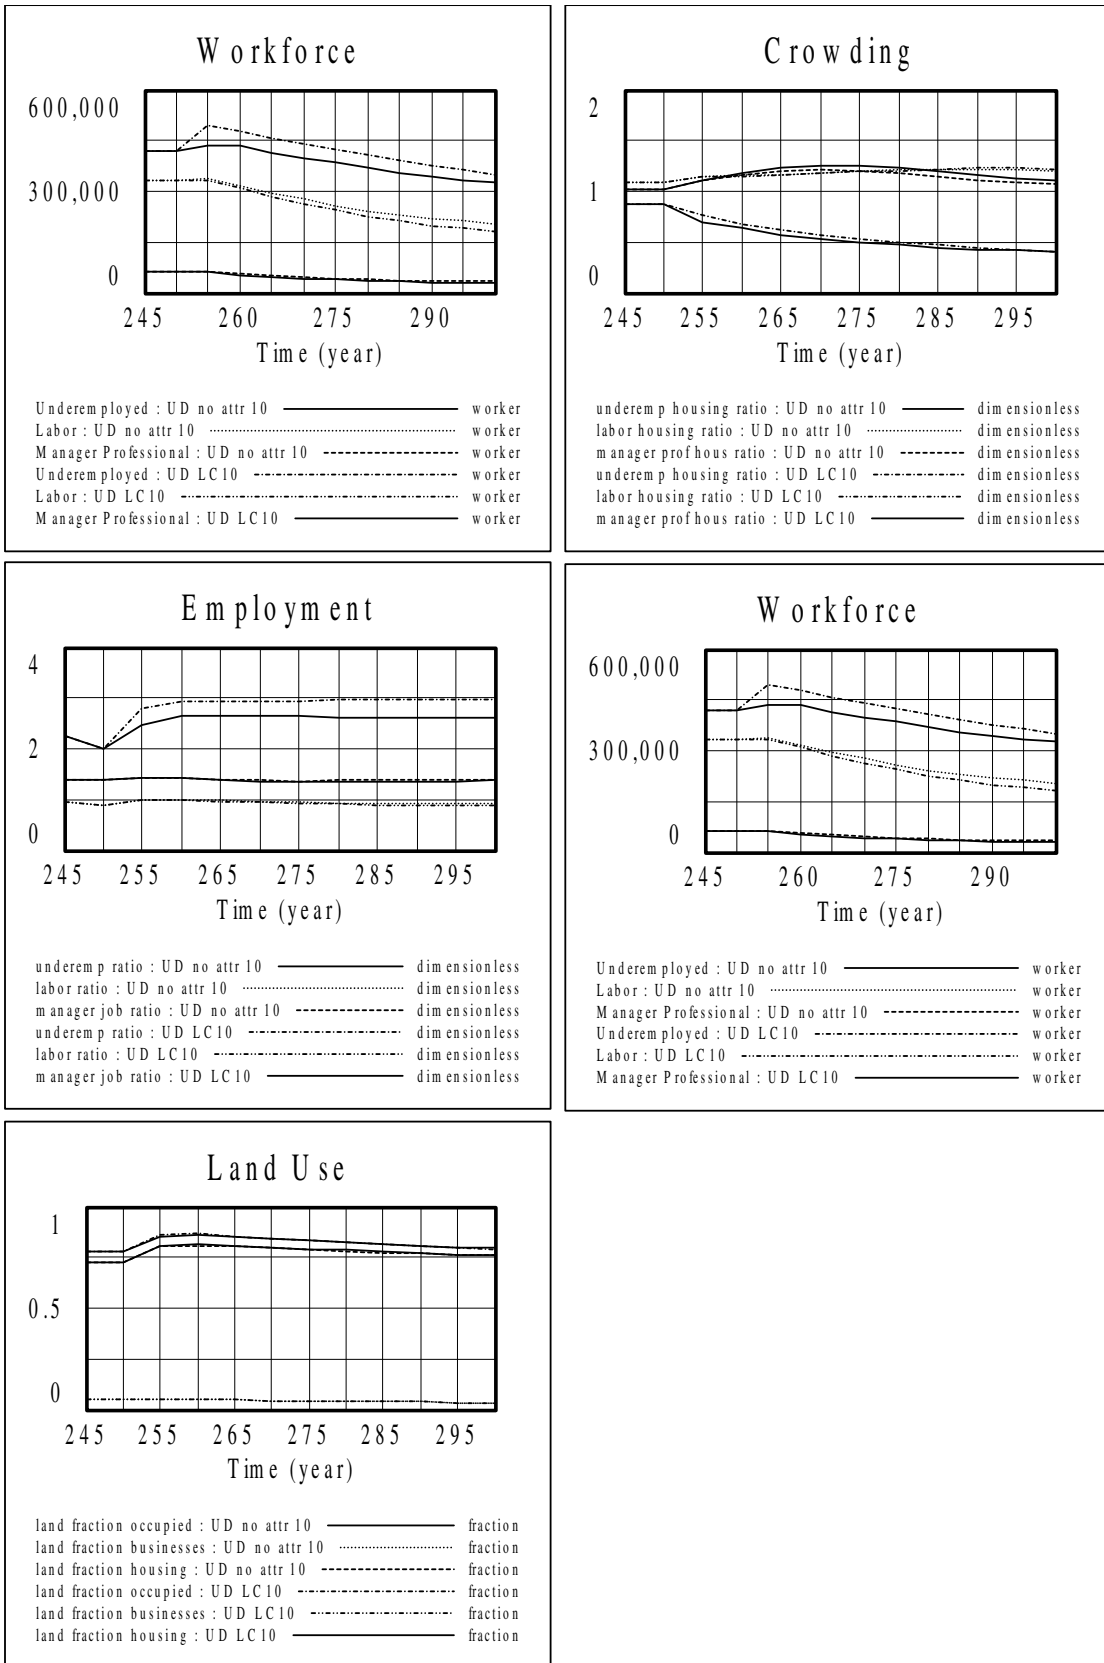 Workforce
600,000
300,000
0
245 260 275 290
Time (year)
Underemployed : UD no attr 10 worker
Labor : UD no attr 10 worker
Manager Professional : UD no attr 10 worker
Underemployed : UD LC10 worker
Labor : UD LC10 worker
Manager Professional : UD LC10 worker
Crowding
2
1
0
245 255 265 275 285 295
Time (year)
underemp housing ratio : UD no attr 10 dimensionless
labor housing ratio : UD no attr 10 dimensionless
manager prof hous ratio : UD no attr 10 dimensionless
underemp housing ratio : UD LC10 dimensionless
labor housing ratio : UD LC10 dimensionless
manager prof hous ratio : UD LC10 dimensionless
Employment
4
2
0
245 255 265 275 285 295
Time (year)
underemp ratio : UD no attr 10 dimensionless
labor ratio : UD no attr 10 dimensionless
manager job ratio : UD no attr 10 dimensionless
underemp ratio : UD LC10 dimensionless
labor ratio : UD LC10 dimensionless
manager job ratio : UD LC10 dimensionless
Workforce
600,000
300,000
0
245 260 275 290
Time (year)
Underemployed : UD no attr 10 worker
Labor : UD no attr 10 worker
Manager Professional : UD no attr 10 worker
Underemployed : UD LC10 worker
Labor : UD LC10 worker
Manager Professional : UD LC10 worker
Land Use
1
0.5
0
245 255 265 275 285 295
Time (year)
land fraction occupied : UD no attr 10 fraction
land fraction businesses : UD no attr 10 fraction
land fraction housing : UD no attr 10 fraction
land fraction occupied : UD LC10 fraction
land fraction businesses : UD LC10 fraction
land fraction housing : UD LC10 fraction